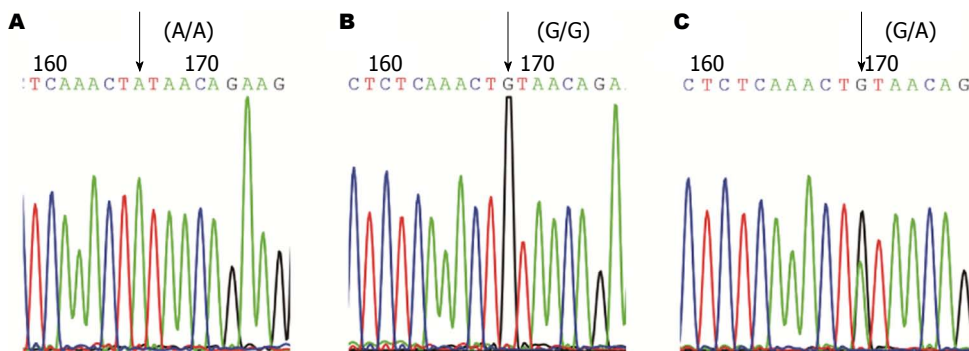 A (A/A)
160 170
TCAAACTATAACAGAAG
B (G/G)
160 170
CTCTCAAACTGTAACAGA
C (G/A)
160 170
CTCTCAAACTGTAACAG